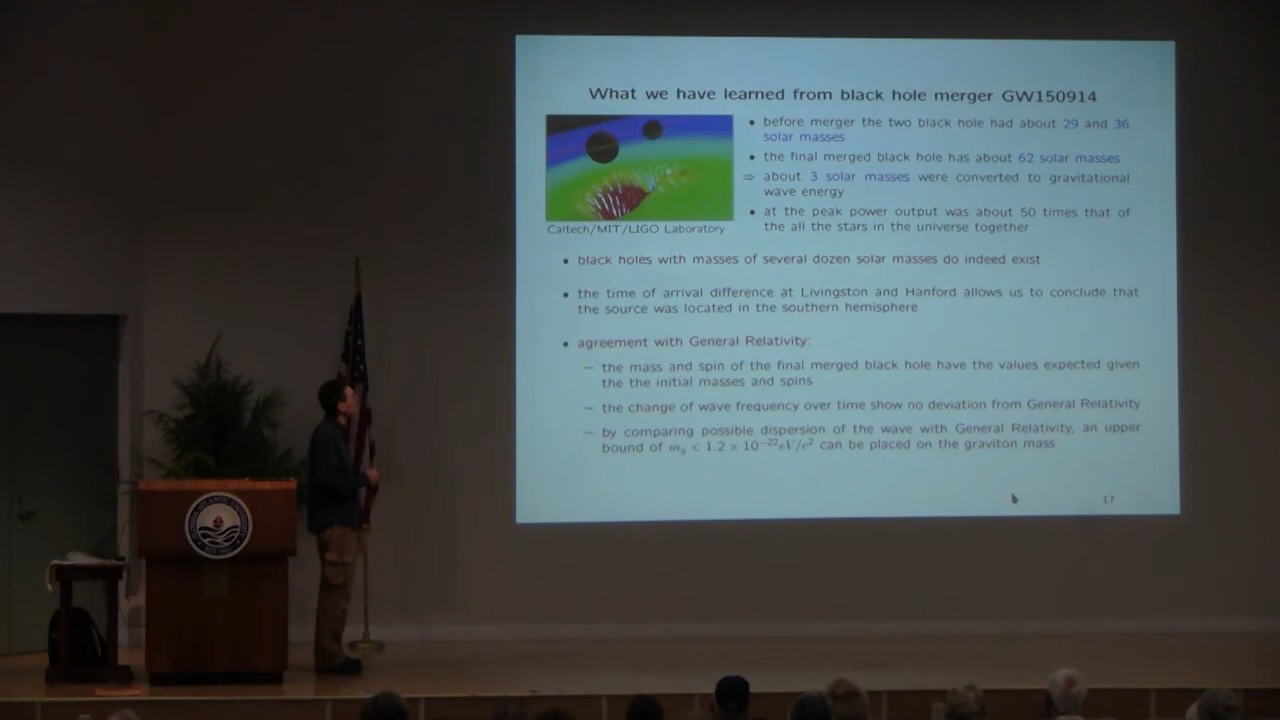 What we have learned from black hole merger GW150914
• before merger the two black hole had about 29 and 36
solar masses
• the final merged black hole has about 62 solar masses
⇒ about 3 solar masses were converted to gravitational
wave energy
• at the peak power output was about 50 times that of
the all the stars in the universe together
Caltech/MIT/LIGO Laboratory
• black holes with masses of several dozen solar masses do indeed exist
• the time of arrival difference at Livingston and Hanford allows us to conclude that
the source was located in the southern hemisphere
• agreement with General Relativity:
– the mass and spin of the final merged black hole have the values expected given
the the initial masses and spins
– the change of wave frequency over time show no deviation from General Relativity
– by comparing possible dispersion of the wave with General Relativity, an upper
bound of m_g < 1.2 × 10^−22 eV/c^2 can be placed on the graviton mass
17